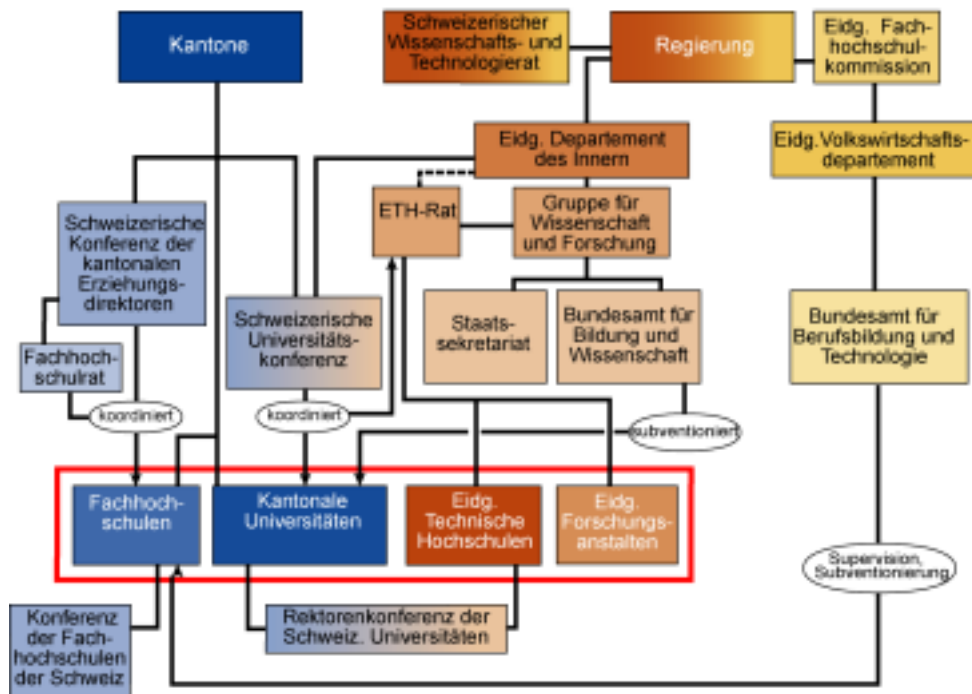 Kantone
Schweizerischer
Wissenschafts- und
Technologierat
Regierung
Eidg. Fach-
hochschul-
kommission
Eidg. Departement
des Innern
Eidg.Volkswirtschafts-
departement
Schweizerische
Konferenz der
kantonalen
Erziehungs-
direktoren
ETH-Rat
Gruppe für
Wissenschaft
und Forschung
Fachhoch-
schulrat
Schweizerische
Universitäts-
konferenz
Staats-
sekretariat
Bundesamt für
Bildung und
Wissenschaft
Bundesamt für
Berufsbildung und
Technologie
koordiniert
koordiniert
subventioniert
Fachhoch-
schulen
Kantonale
Universitäten
Eidg.
Technische
Hochschulen
Eidg.
Forschungs-
anstalten
Supervision,
Subventionierung
Konferenz
der Fach-
hochschulen
der Schweiz
Rektorenkonferenz der
Schweiz. Universitäten